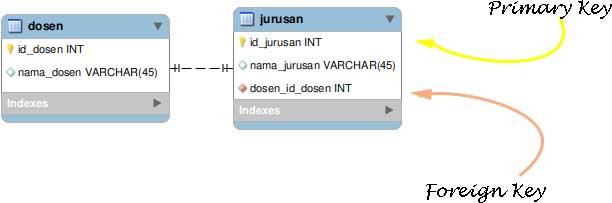 Primary Key
dosen
id_dosen INT
nama_dosen VARCHAR(45)
Indexes
jurusan
id_jurusan INT
nama_jurusan VARCHAR(45)
dosen_id_dosen INT
Indexes
Foreign Key